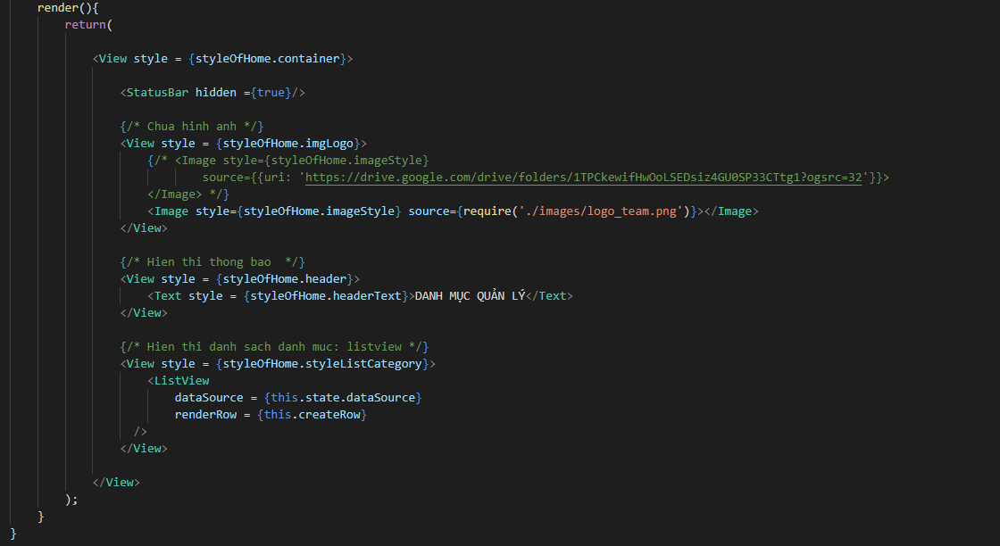 render(){
return(
<View style = {styleOfHome.container}>
<StatusBar hidden ={true}/>
{/* Chua hinh anh */}
<View style = {styleOfHome.imgLogo}>
{/* <Image style={styleOfHome.imageStyle}
source={{uri: 'https://drive.google.com/drive/folders/1TPCkewifHwOoLSEDsiz4GU0SP33CTtg1?ogsrc=32'}}>
</Image> */}
<Image style={styleOfHome.imageStyle} source={require('./images/logo_team.png')}></Image>
</View>
{/* Hien thi thong bao  */}
<View style = {styleOfHome.header}>
<Text style = {styleOfHome.headerText}>DANH MỤC QUẢN LÝ</Text>
</View>
{/* Hien thi danh sach danh muc: listview */}
<View style = {styleOfHome.styleListCategory}>
<ListView
dataSource = {this.state.dataSource}
renderRow = {this.createRow}
/>
</View>
</View>
);
}
}